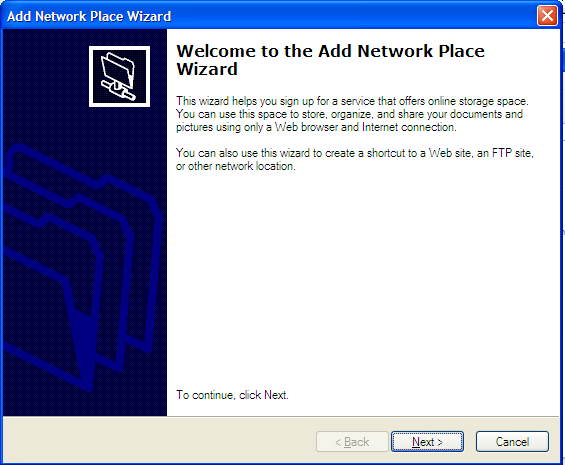 Add Network Place Wizard
Welcome to the Add Network Place
Wizard
This wizard helps you sign up for a service that offers online storage space.
You can use this space to store, organize, and share your documents and
pictures using only a Web browser and Internet connection.
You can also use this wizard to create a shortcut to a Web site, an FTP site,
or other network location.
To continue, click Next.
< Back
Next >
Cancel